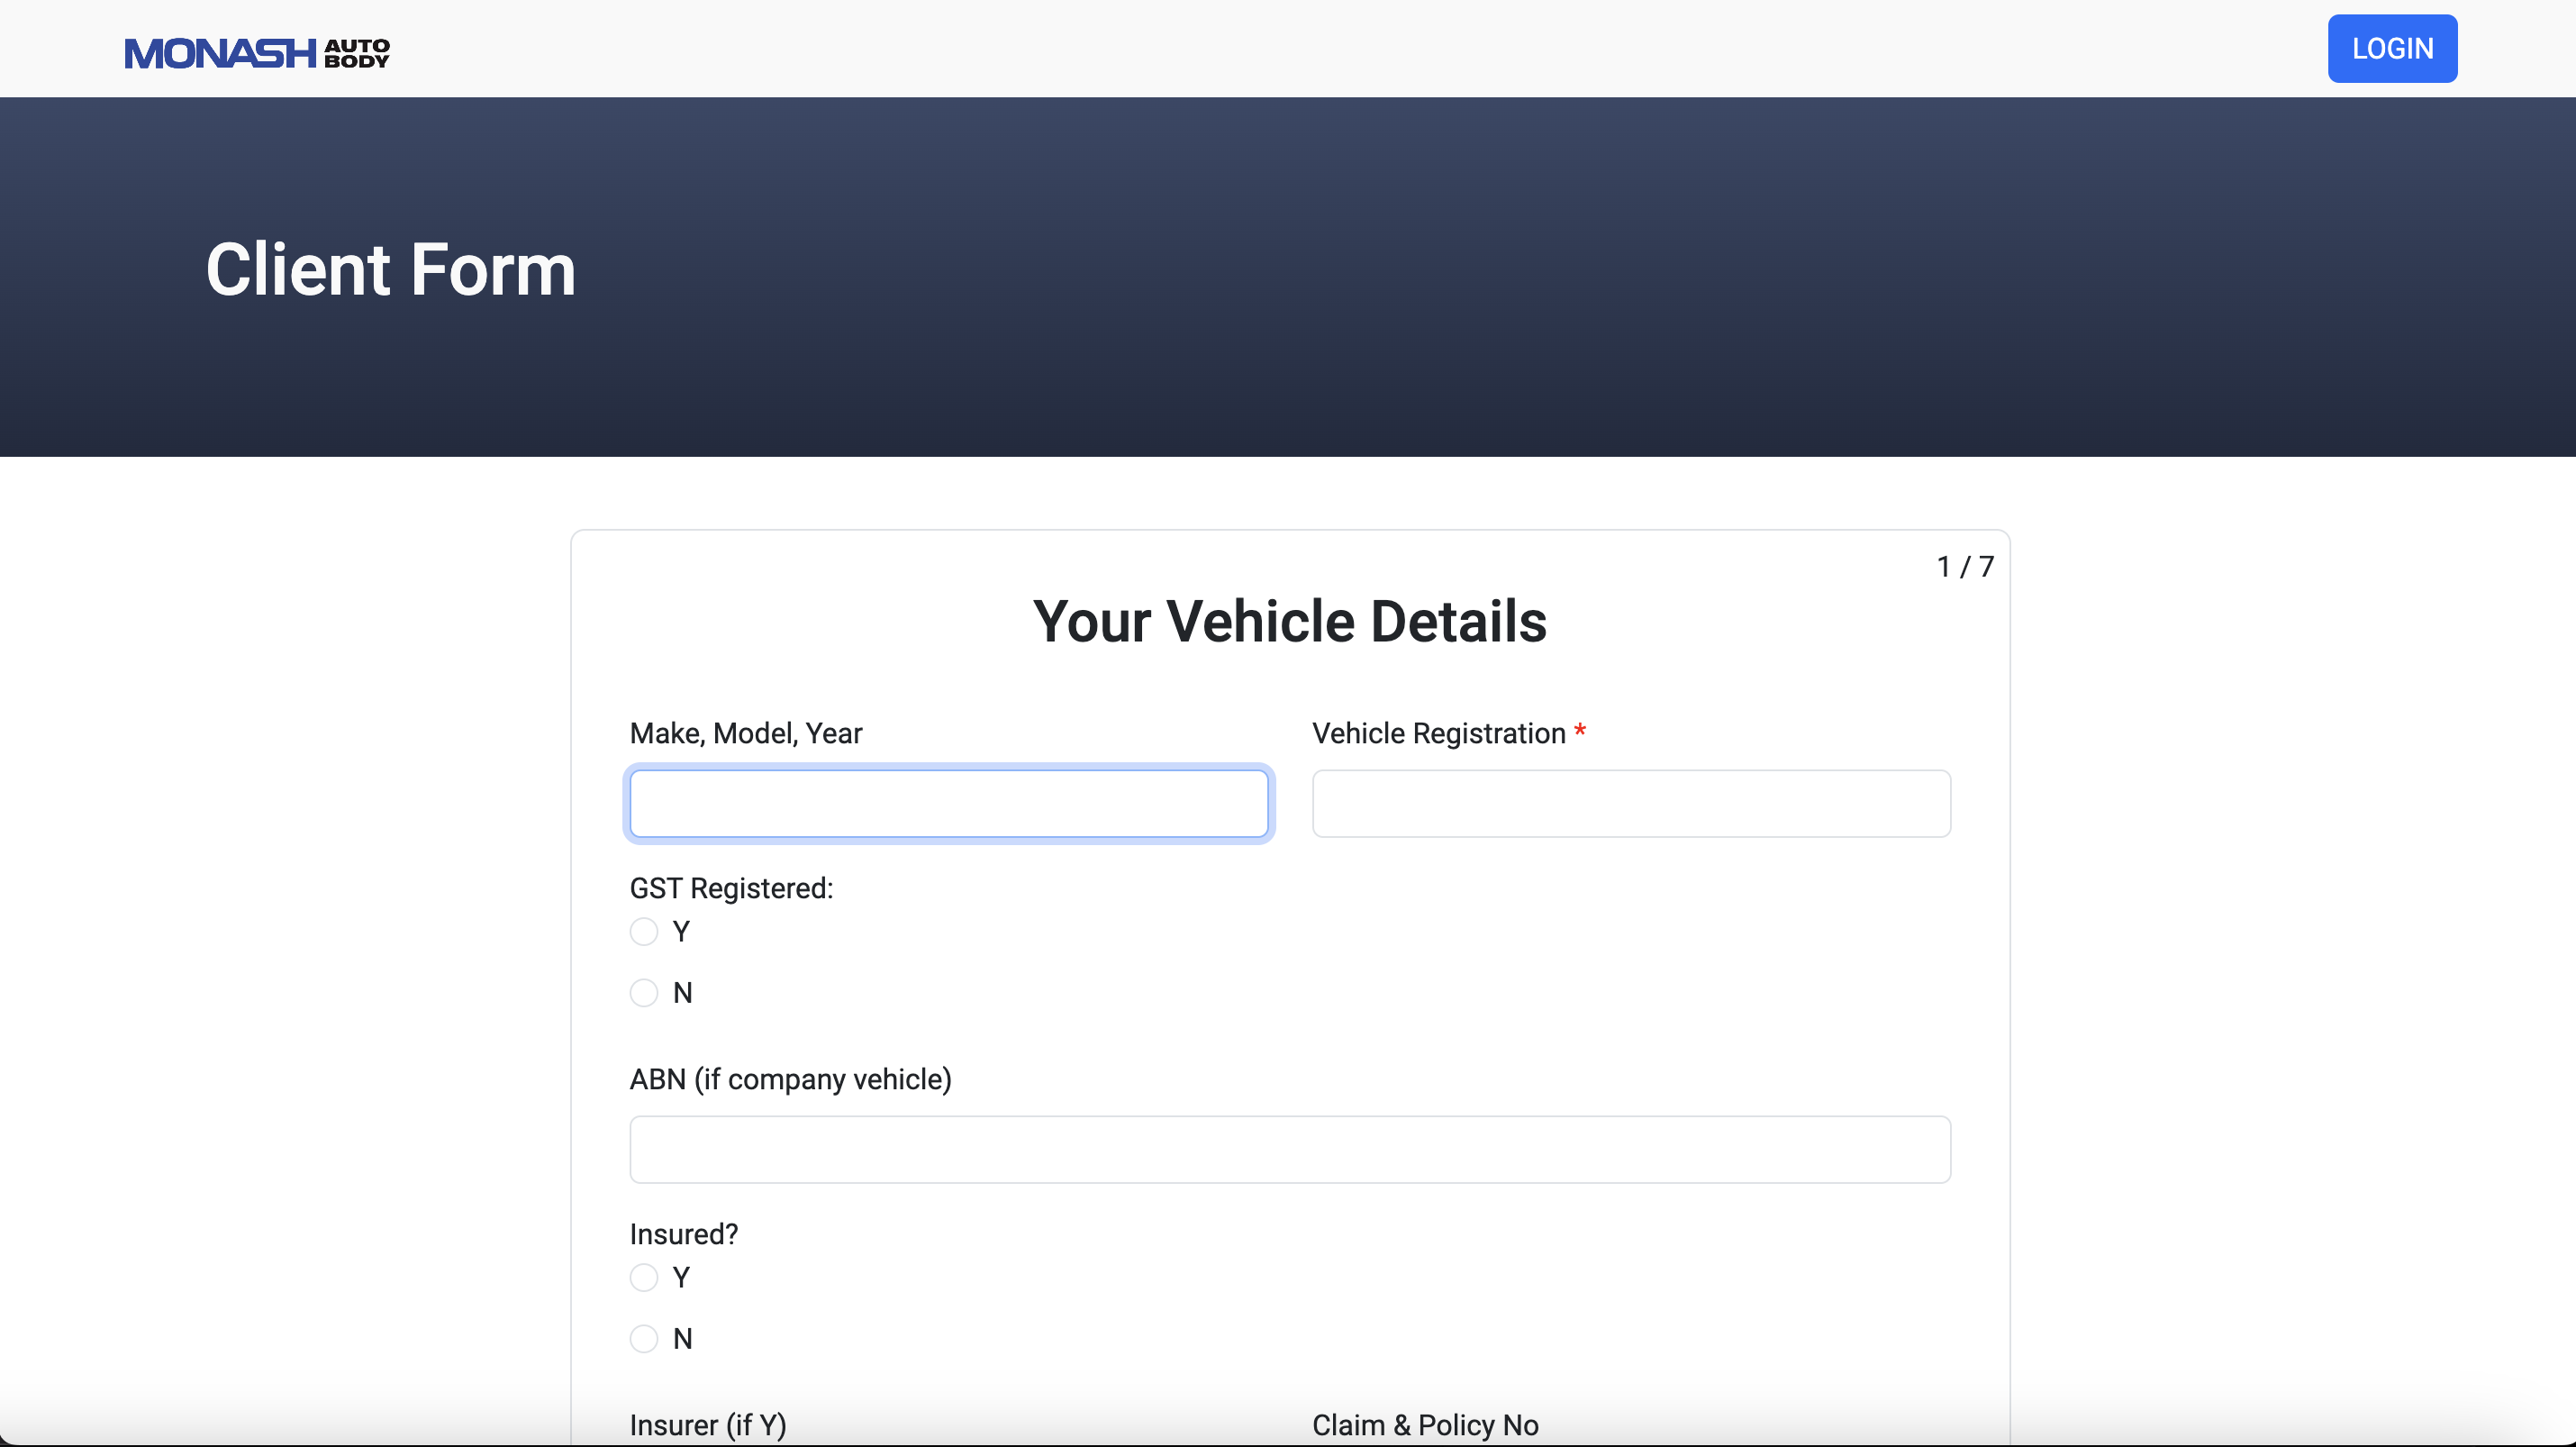 MONASH AUTO BODY
LOGIN
Client Form
1 / 7
Your Vehicle Details
Make, Model, Year
Vehicle Registration *
GST Registered:
Y
N
ABN (if company vehicle)
Insured?
Y
N
Insurer (if Y)
Claim & Policy No